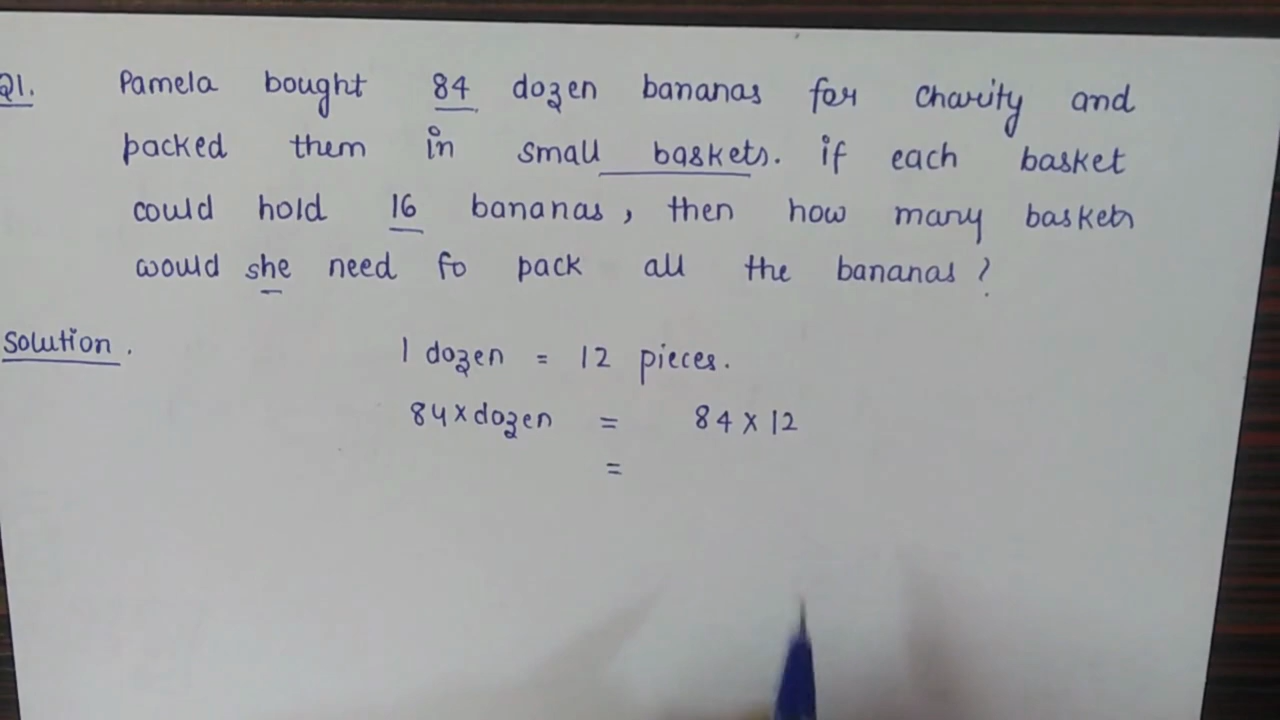 Q1. Pamela bought 84 dozen bananas for charity and
packed them in small baskets. if each basket
could hold 16 bananas, then how many baskets
would she need to pack all the bananas?
Solution.
1 dozen = 12 pieces.
84 x dozen = 84 x 12
=